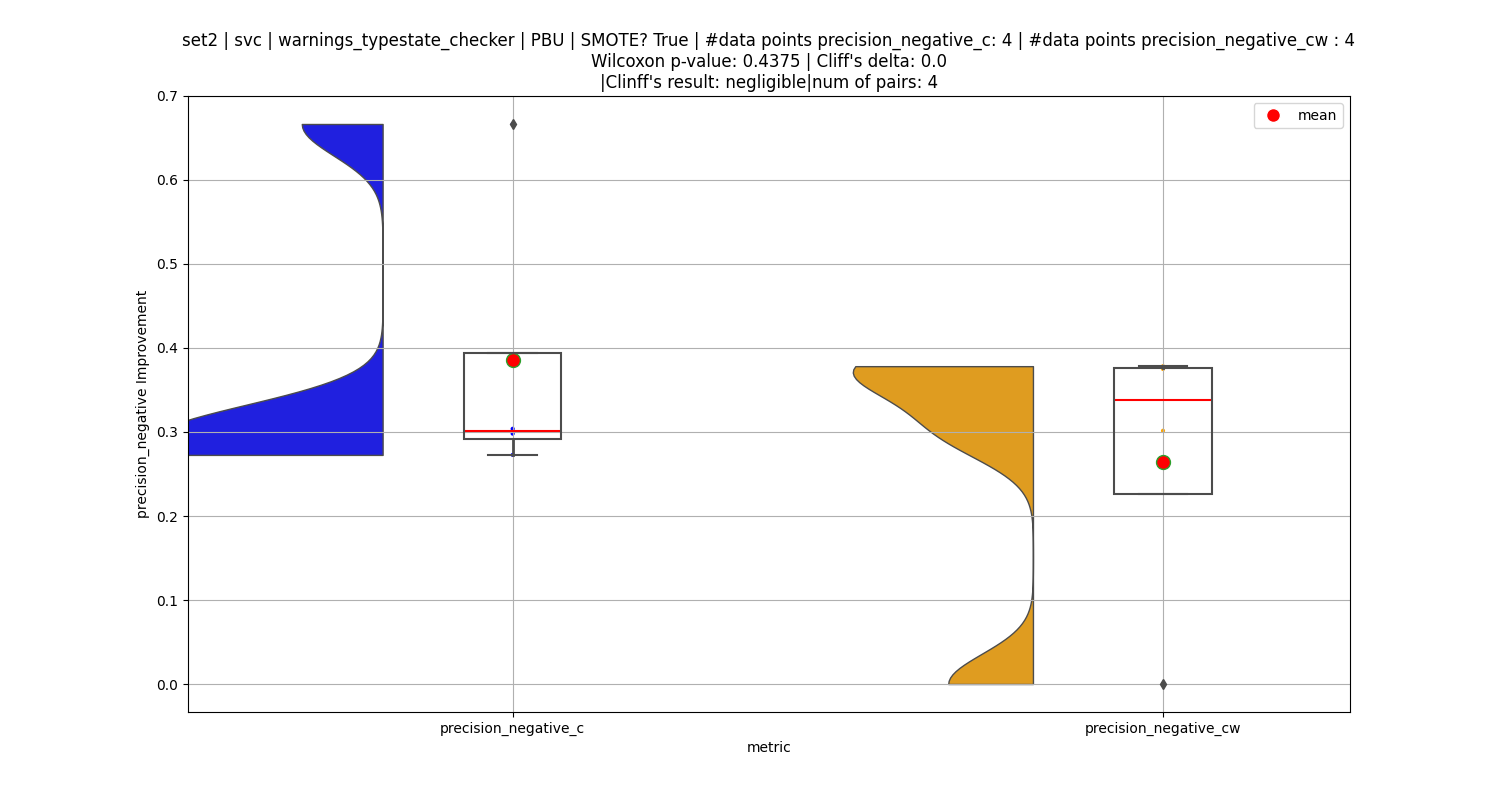 set2 | svc | warnings_typestate_checker | PBU | SMOTE? True | #data points precision_negative_c: 4 | #data points precision_negative_cw : 4
Wilcoxon p-value: 0.4375 | Cliff's delta: 0.0
|Clinff's result: negligible|num of pairs: 4
0.7
mean
0.6
0.5
0.4
0.3
0.2
0.1
0.0
precision_negative Improvement
precision_negative_c
precision_negative_cw
metric